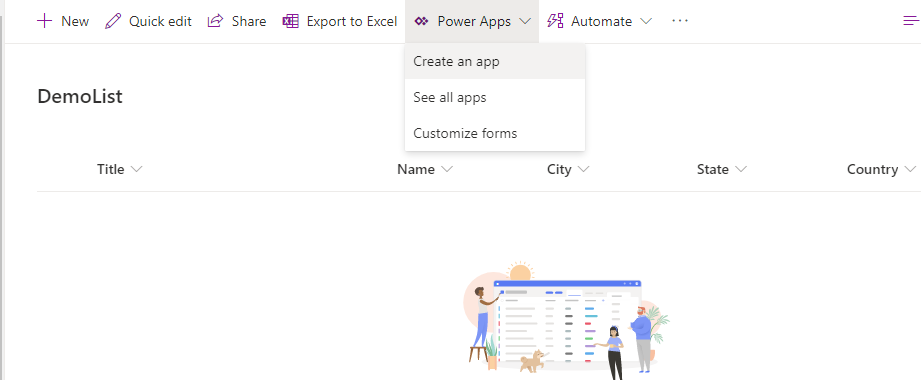 New Quick edit Share Export to Excel Power Apps Automate ...
Create an app
See all apps
Customize forms
DemoList
Title Name City State Country